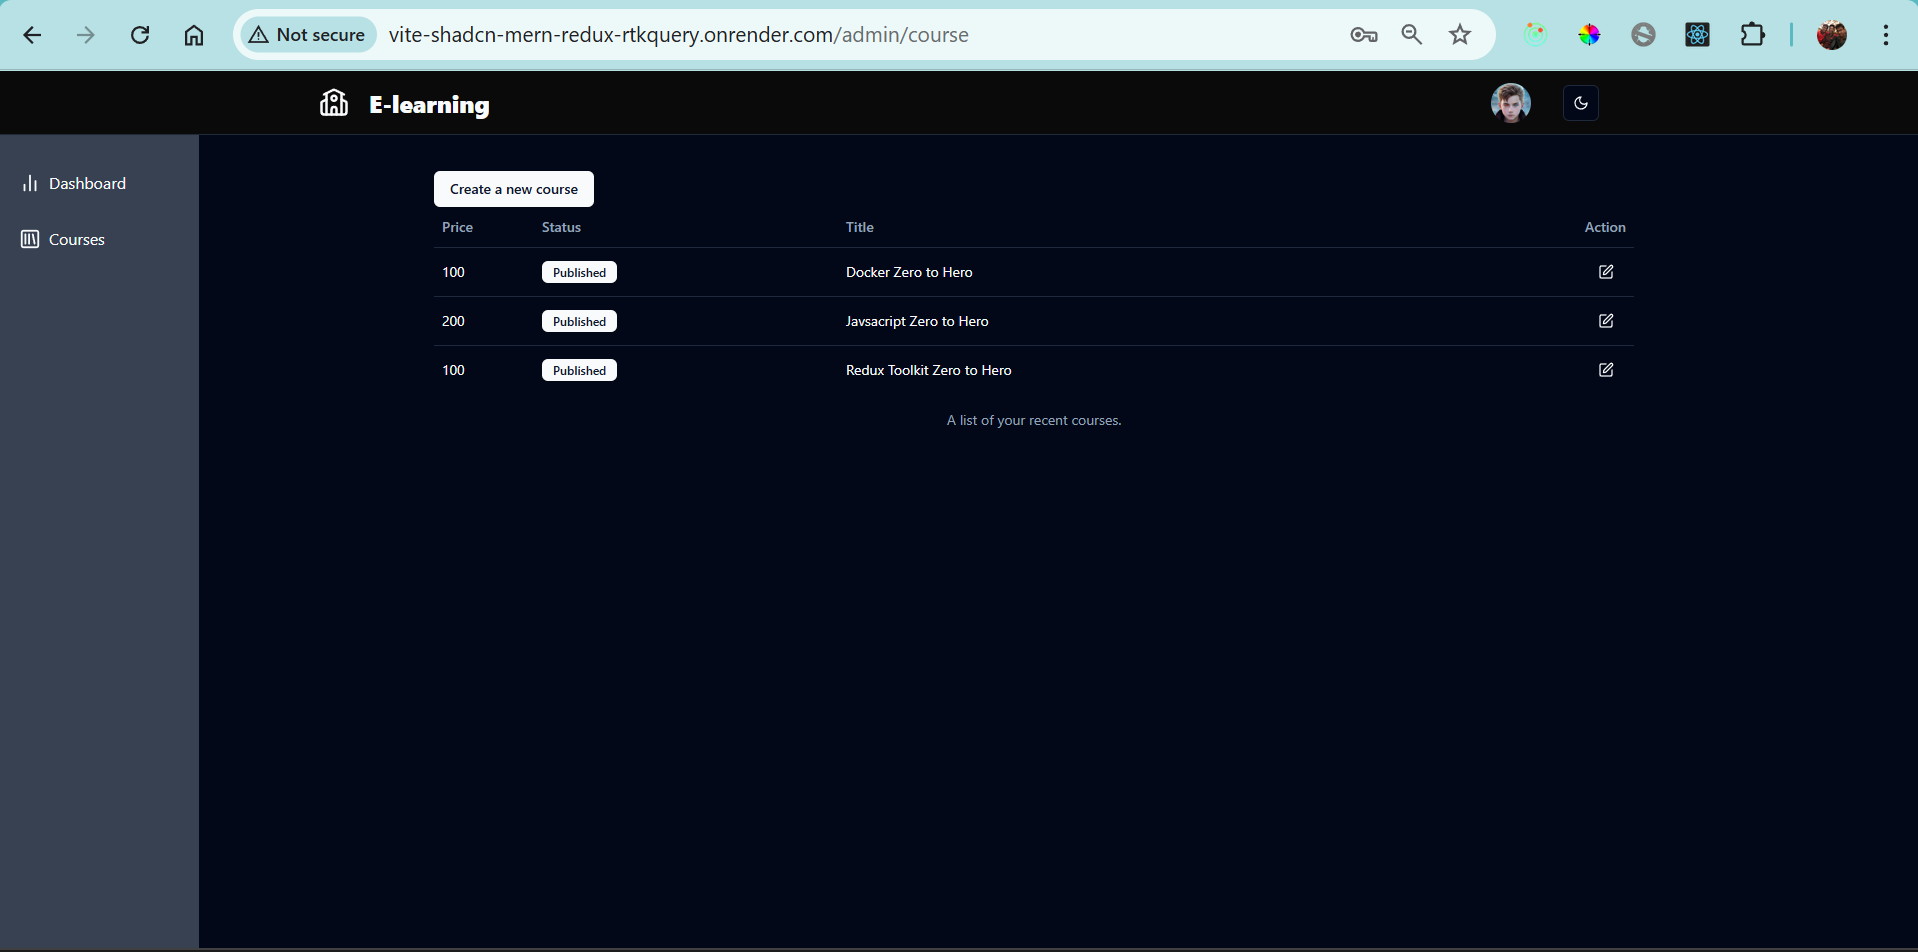 Not secure vite-shadcn-mern-redux-rtkquery.onrender.com/admin/course
E-learning
Dashboard
Courses
Create a new course
Price Status Title Action
100 Published Docker Zero to Hero
200 Published Javsacript Zero to Hero
100 Published Redux Toolkit Zero to Hero
A list of your recent courses.